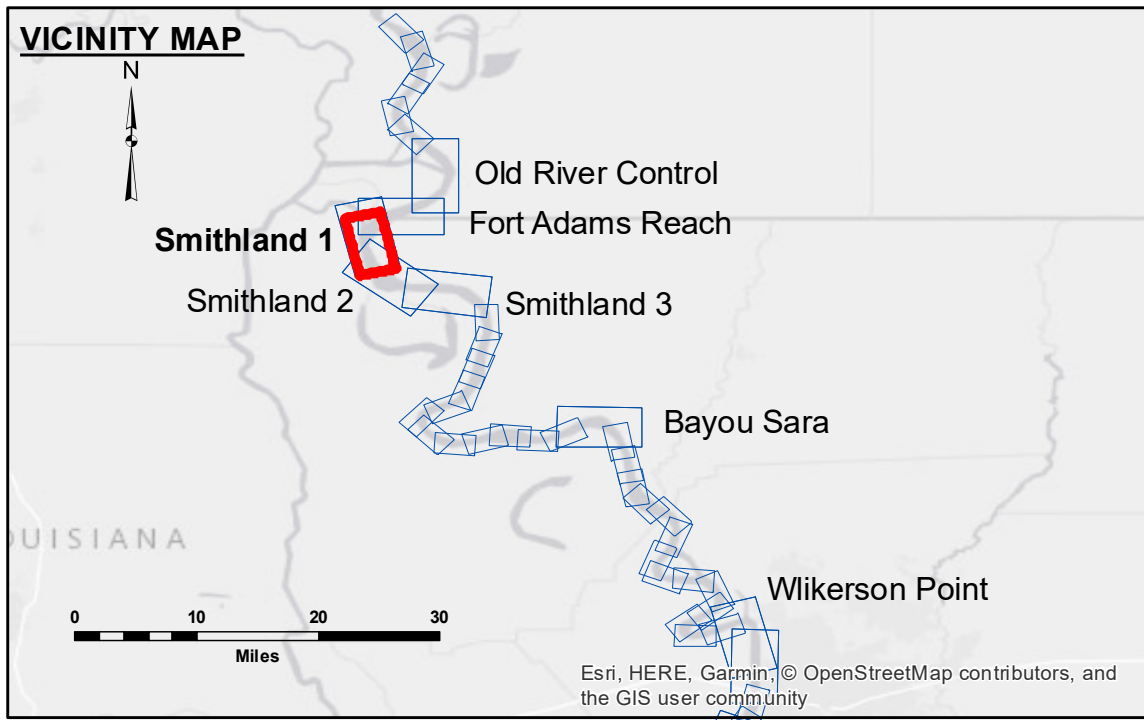 VICINITY MAP
N
Old River Control
Fort Adams Reach
Smithland 1
Smithland 2
Smithland 3
Bayou Sara
OUISIANA
Wlikerson Point
0 10 20 30
Miles
Esri, HERE, Garmin, © OpenStreetMap contributors, and
the GIS user community